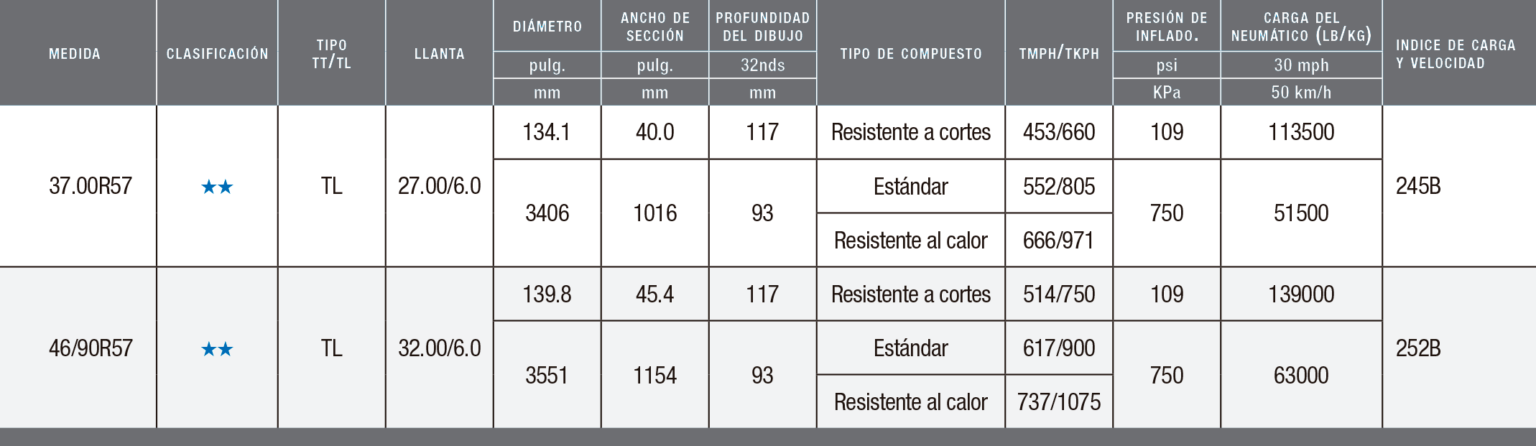 MEDIDA CLASIFICACIÓN TIPO TT/TL LLANTA DIÁMETRO ANCHO DE SECCIÓN PROFUNDIDAD DEL DIBUJO TIPO DE COMPUESTO TMPH/TKPH PRESIÓN DE INFLADO. CARGA DEL NEUMÁTICO (LB/KG) INDICE DE CARGA Y VELOCIDAD
pulg. pulg. 32nds psi 30 mph
mm mm mm KPa 50 km/h
134.1 40.0 117 Resistente a cortes 453/660 109 113500
37.00R57 ★★ TL 27.00/6.0 Estándar 552/805 245B
3406 1016 93 750 51500
Resistente al calor 666/971
139.8 45.4 117 Resistente a cortes 514/750 109 139000
46/90R57 ★★ TL 32.00/6.0 Estándar 617/900 252B
3551 1154 93 750 63000
Resistente al calor 737/1075